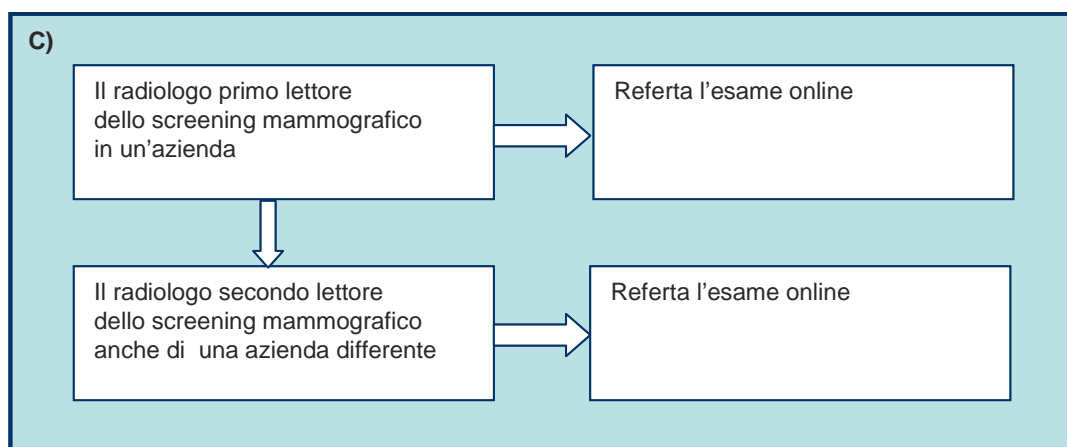 C)
Il radiologo primo lettore
dello screening mammografico
in un'azienda
Referta l'esame online
Il radiologo secondo lettore
dello screening mammografico
anche di  una azienda differente
Referta l'esame online